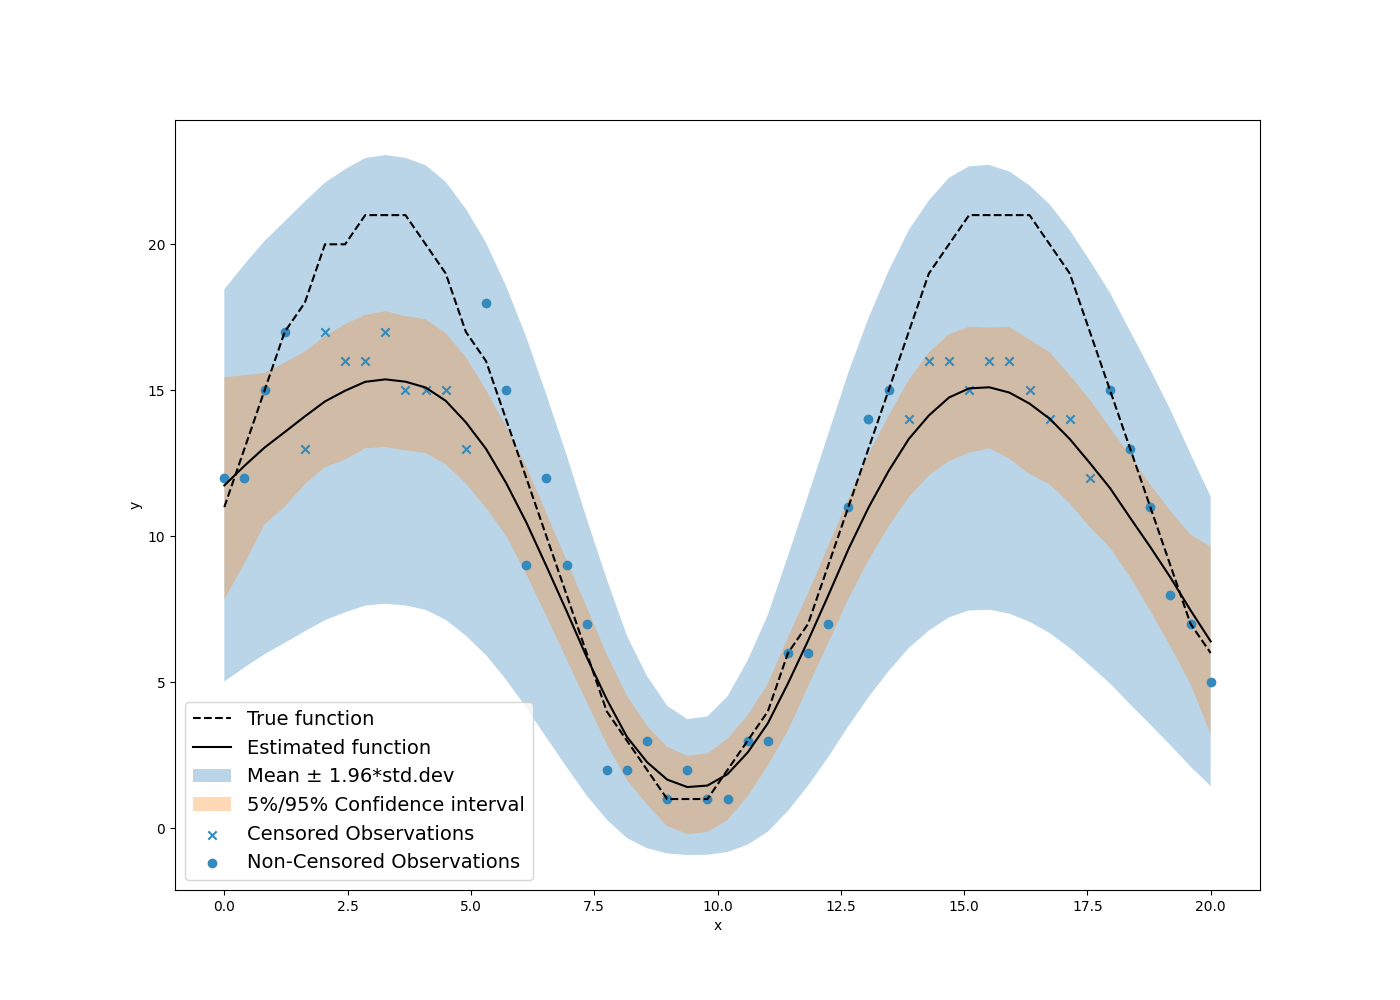 20
15
10
5
0
y
True function
Estimated function
Mean ± 1.96*std.dev
5%/95% Confidence interval
Censored Observations
Non-Censored Observations
0.0 2.5 5.0 7.5 10.0 12.5 15.0 17.5 20.0
x